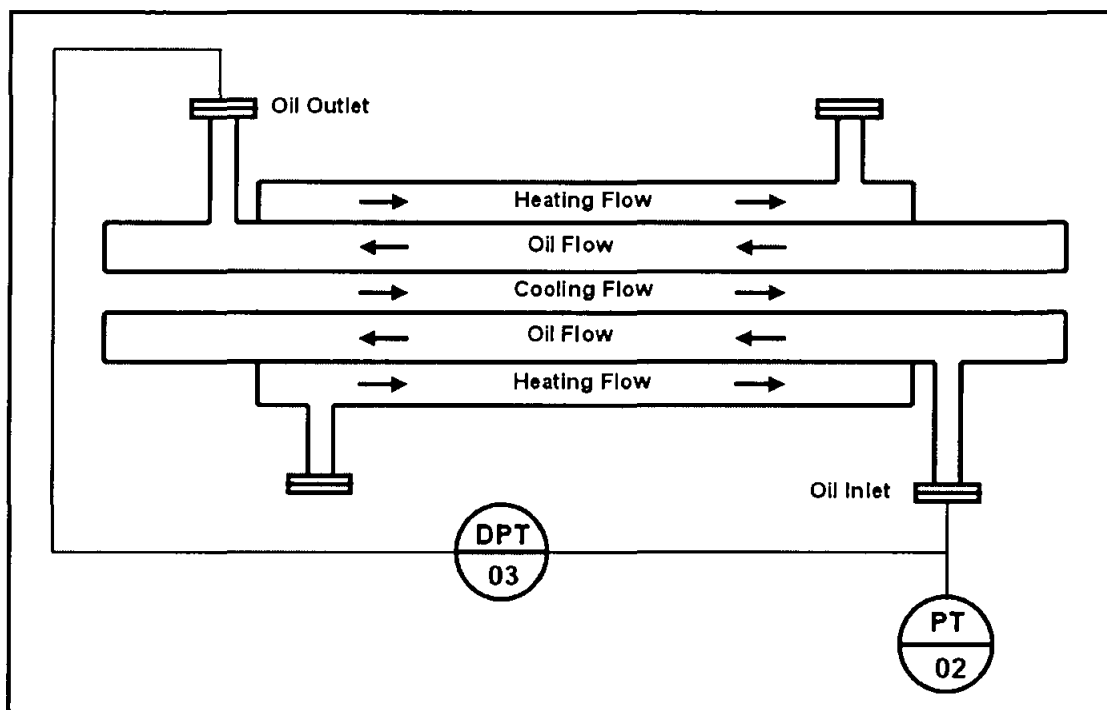 Oil Outlet
Heating Flow
Oil Flow
Cooling Flow
Oil Flow
Heating Flow
Oil Inlet
DPT
03
PT
02